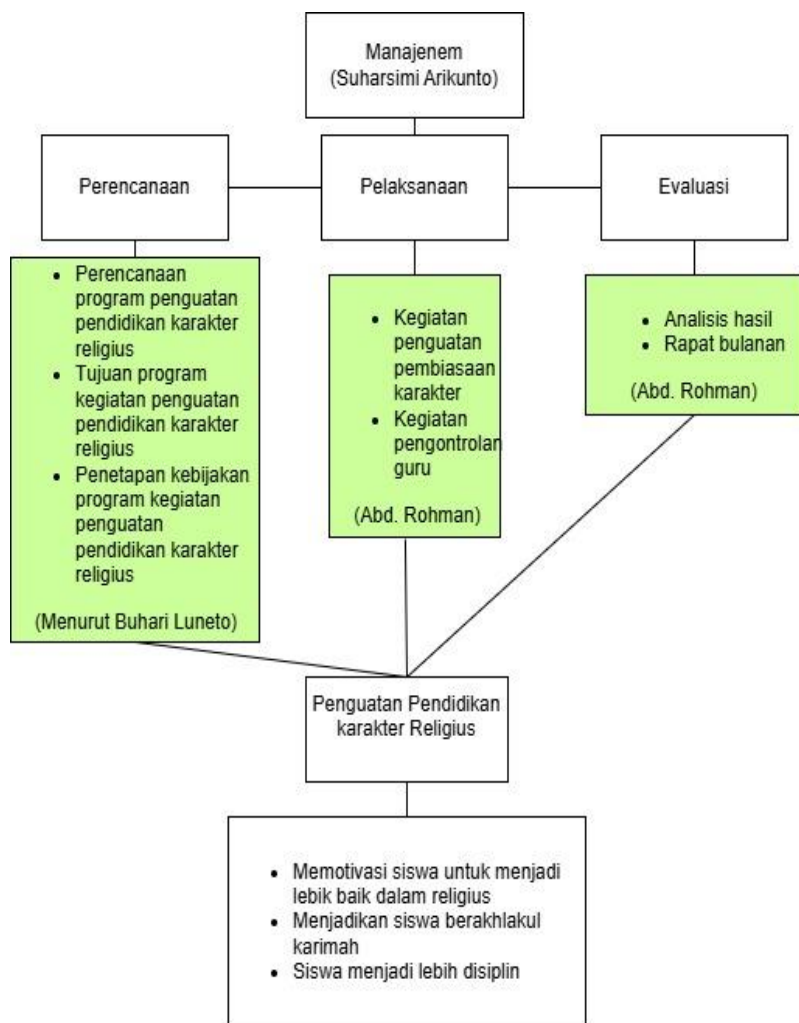 Manajenem
(Suharsimi Arikunto)
Perencanaan
Pelaksanaan
Evaluasi
• Perencanaan
program penguatan
pendidikan karakter
religius
• Tujuan program
kegiatan penguatan
pendidikan karakter
religius
• Penetapan kebijakan
program kegiatan
penguatan
pendidikan karakter
religius
(Menurut Buhari Luneto)
• Kegiatan
penguatan
pembiasaan
karakter
• Kegiatan
pengontrolan
guru
(Abd. Rohman)
• Analisis hasil
• Rapat bulanan
(Abd. Rohman)
Penguatan Pendidikan
karakter Religius
• Memotivasi siswa untuk menjadi
lebik baik dalam religius
• Menjadikan siswa berakhlakul
karimah
• Siswa menjadi lebih disiplin